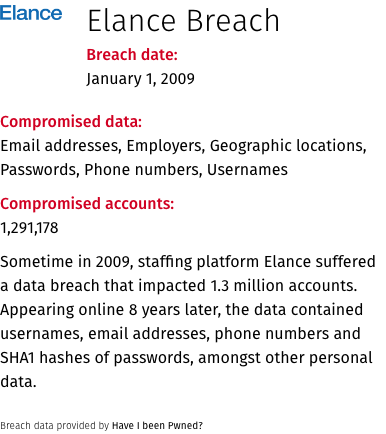 Elance
Elance Breach
Breach date:
January 1, 2009
Compromised data:
Email addresses, Employers, Geographic locations,
Passwords, Phone numbers, Usernames
Compromised accounts:
1,291,178
Sometime in 2009, staffing platform Elance suffered
a data breach that impacted 1.3 million accounts.
Appearing online 8 years later, the data contained
usernames, email addresses, phone numbers and
SHA1 hashes of passwords, amongst other personal
data.
Breach data provided by Have I been Pwned?